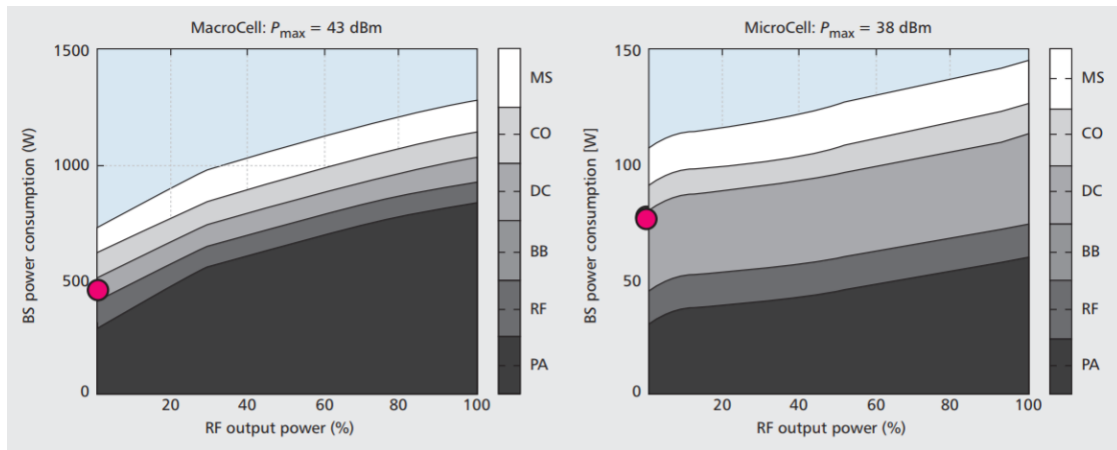 MacroCell: Pmax = 43 dBm
BS power consumption (W)
1500
1000
500
0
20 40 60 80 100
RF output power (%)
MS
CO
DC
BB
RF
PA
MicroCell: Pmax = 38 dBm
BS power consumption [W]
150
100
50
0
0 20 40 60 80 100
RF output power (%)
MS
CO
DC
BB
RF
PA